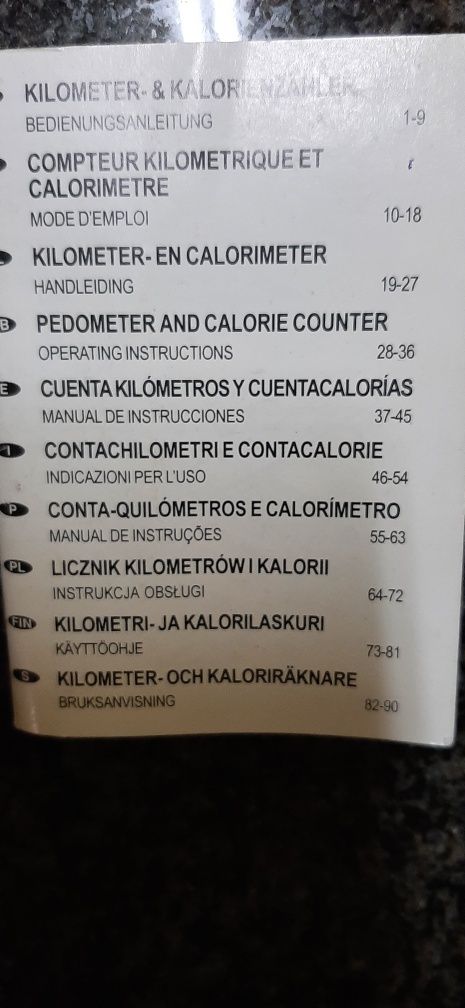 KILOMETER- & KALORIENZÄHLER
BEDIENUNGSANLEITUNG 1-9
COMPTEUR KILOMETRIQUE ET
CALORIMETRE
MODE D'EMPLOI 10-18
KILOMETER- EN CALORIMETER
HANDLEIDING 19-27
B PEDOMETER AND CALORIE COUNTER
OPERATING INSTRUCTIONS 28-36
E CUENTA KILÓMETROS Y CUENTACALORÍAS
MANUAL DE INSTRUCCIONES 37-45
I CONTACHILOMETRI E CONTACALORIE
INDICAZIONI PER L'USO 46-54
P CONTA-QUILÓMETROS E CALORÍMETRO
MANUAL DE INSTRUÇÕES 55-63
PL LICZNIK KILOMETRÓW I KALORII
INSTRUKCJA OBSŁUGI 64-72
FIN KILOMETRI- JA KALORILASKURI
KÄYTTÖOHJE 73-81
S KILOMETER- OCH KALORIRÄKNARE
BRUKSANVISNING 82-90